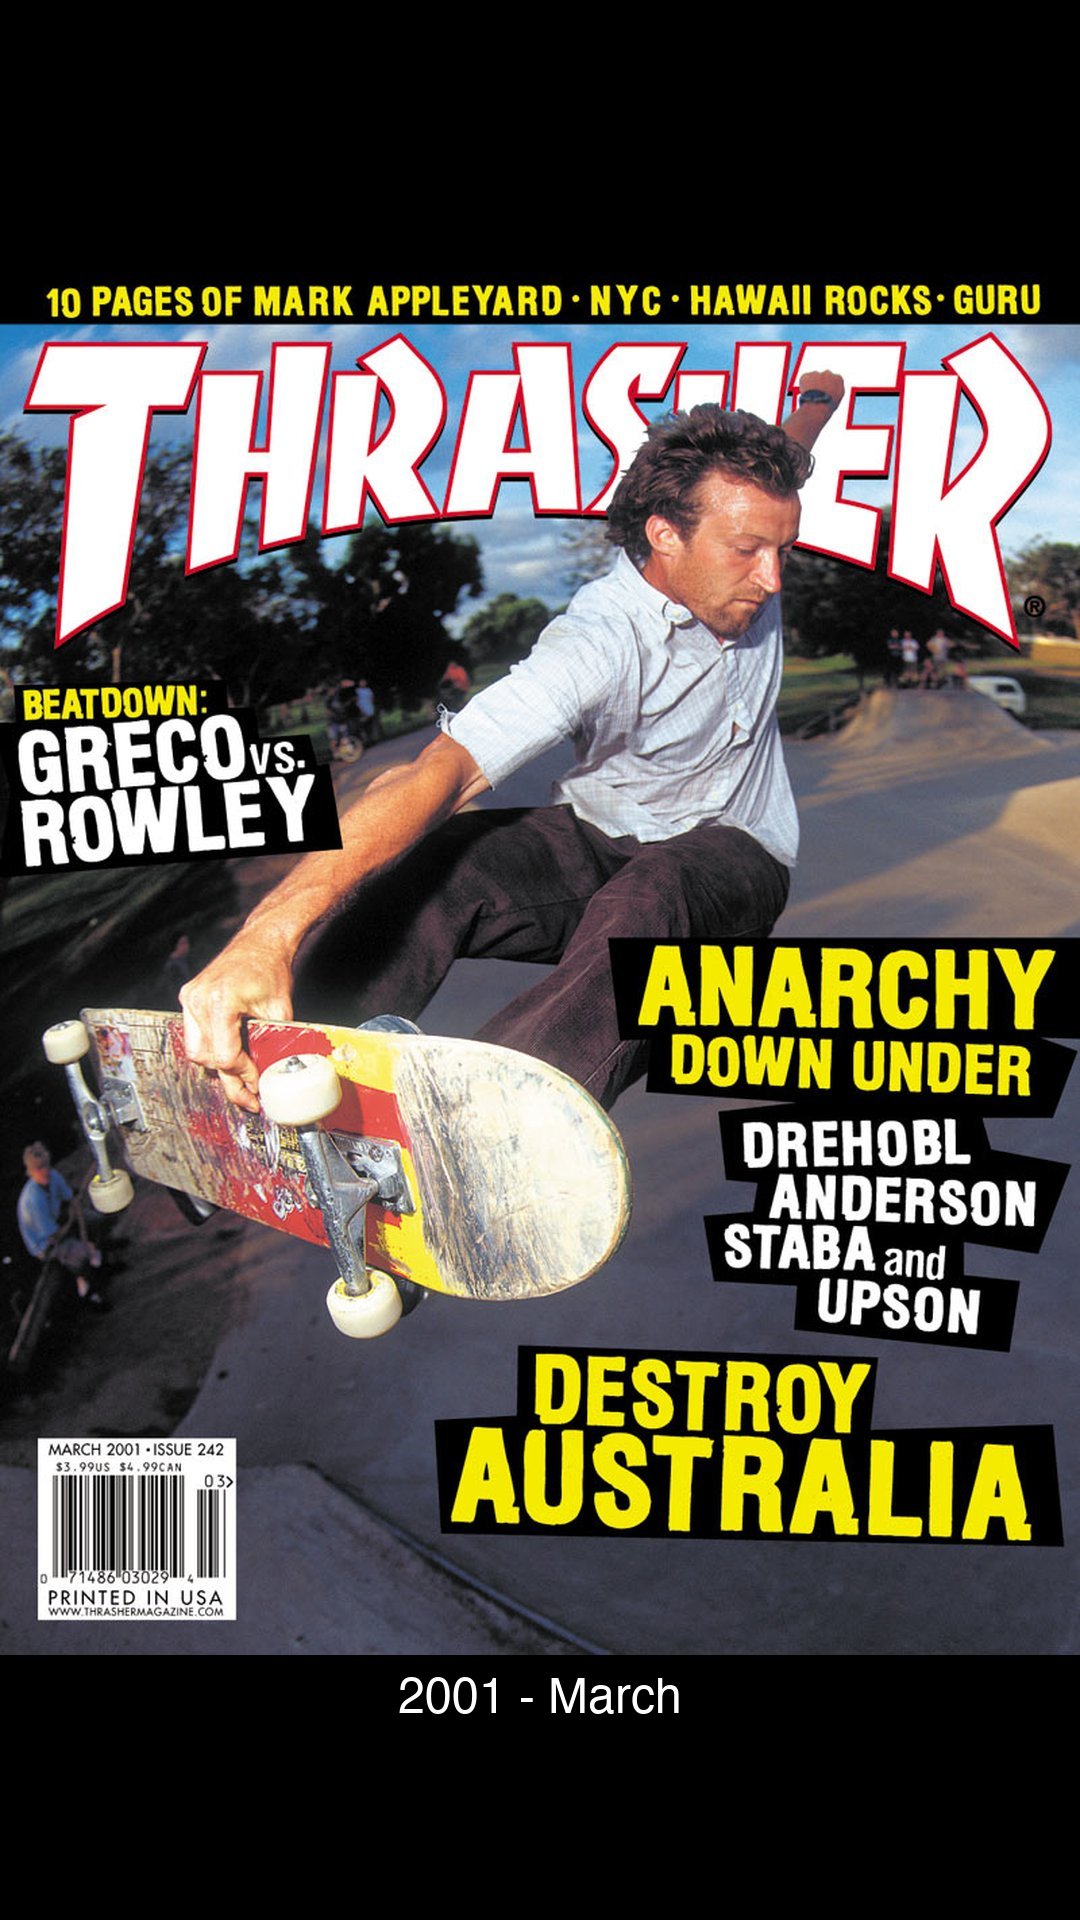 10 PAGES OF MARK APPLEYARD · NYC · HAWAII ROCKS · GURU
THRASHER
®
BEATDOWN:
GRECO vs.
ROWLEY
ANARCHY
DOWN UNDER
DREHOBL
ANDERSON
STABA and
UPSON
DESTROY
AUSTRALIA
MARCH 2001 • ISSUE 242
$3.99US $4.99CAN
03>
0 71486 03029 4
PRINTED IN USA
WWW.THRASHERMAGAZINE.COM
2001 - March